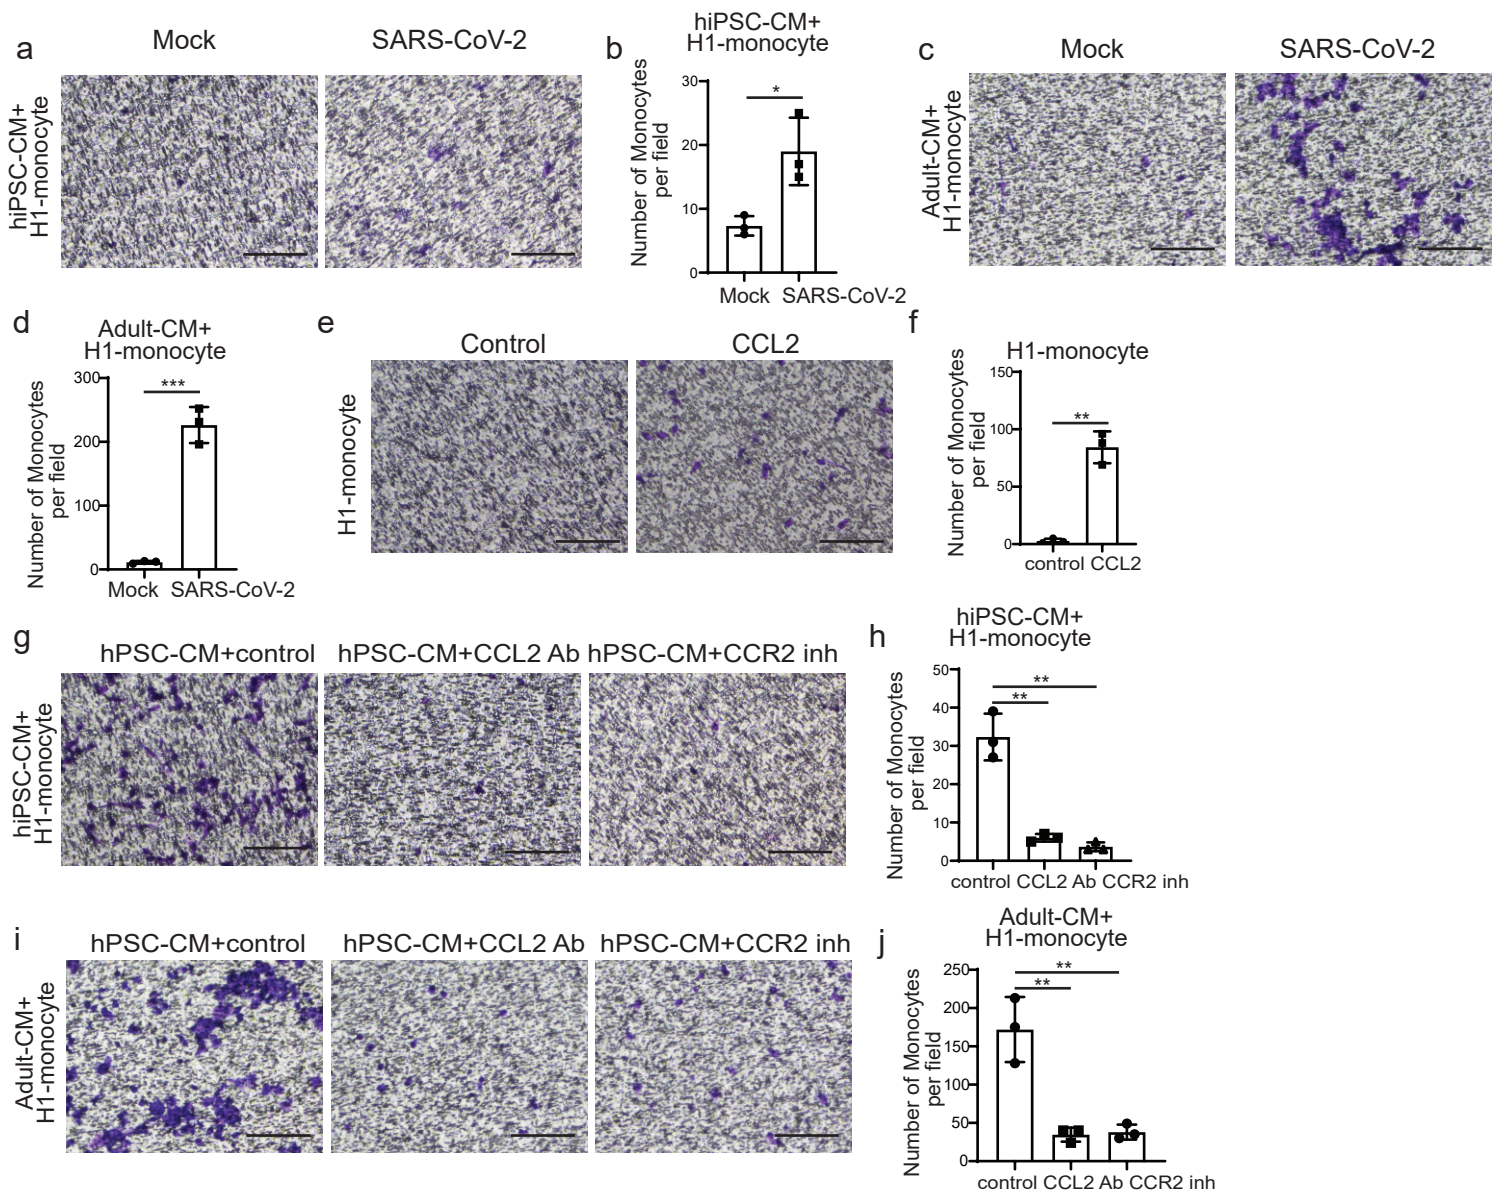 a
Mock
SARS-CoV-2
hiPSC-CM+
H1-monocyte
b
hiPSC-CM+
H1-monocyte
Number of Monocytes
per field
30
20
10
0
*
Mock
SARS-CoV-2
c
Mock
SARS-CoV-2
Adult-CM+
H1-monocyte
d
Adult-CM+
H1-monocyte
Number of Monocytes
per field
300
200
100
0
***
Mock
SARS-CoV-2
e
Control
CCL2
H1-monocyte
f
H1-monocyte
Number of Monocytes
per field
150
100
50
0
**
control CCL2
g
hPSC-CM+control
hPSC-CM+CCL2 Ab
hPSC-CM+CCR2 inh
hiPSC-CM+
H1-monocyte
h
hiPSC-CM+
H1-monocyte
Number of Monocytes
per field
50
40
30
20
10
0
**
**
control CCL2 Ab CCR2 inh
i
hPSC-CM+control
hPSC-CM+CCL2 Ab
hPSC-CM+CCR2 inh
Adult-CM+
H1-monocyte
j
Adult-CM+
H1-monocyte
Number of Monocytes
per field
250
200
150
100
50
0
**
**
control CCL2 Ab CCR2 inh